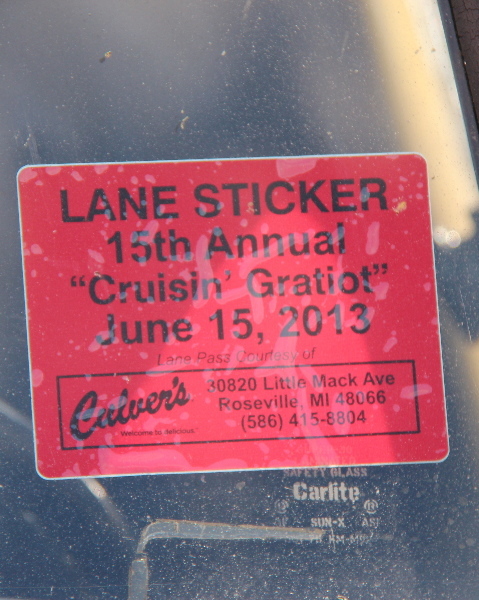 LANE STICKER
15th Annual
"Cruisin' Gratiot"
June 15, 2013
Lane Pass Courtesy of
Culver's
Welcome to delicious.
30820 Little Mack Ave
Roseville, MI 48066
(586) 415-8804
SAFETY GLASS
Carlite
SUN-X